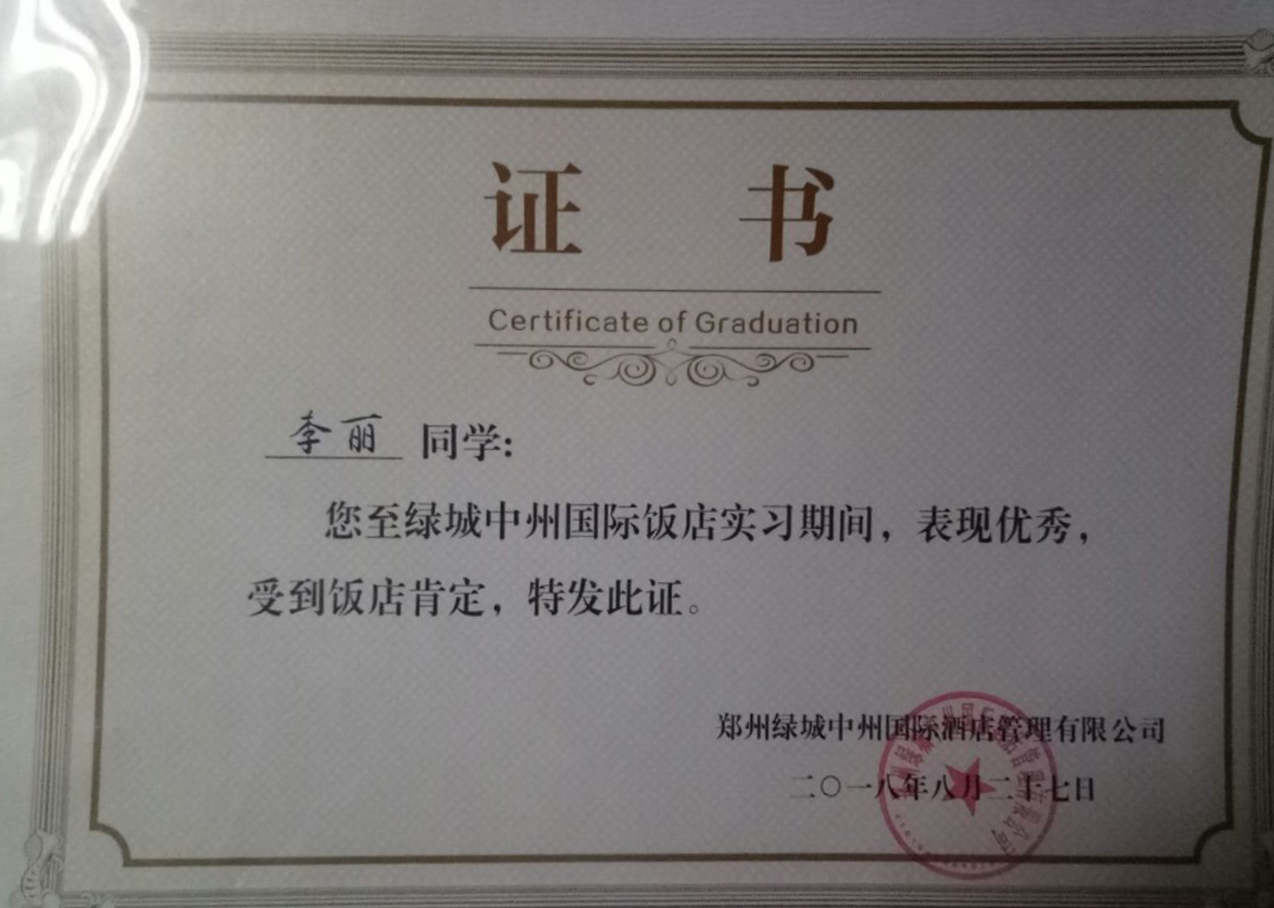 证 书
Certificate of Graduation
李丽 同学:
您至绿城中州国际饭店实习期间，表现优秀，
受到饭店肯定，特发此证。
郑州绿城中州国际酒店管理有限公司
二〇一八年八月二十七日